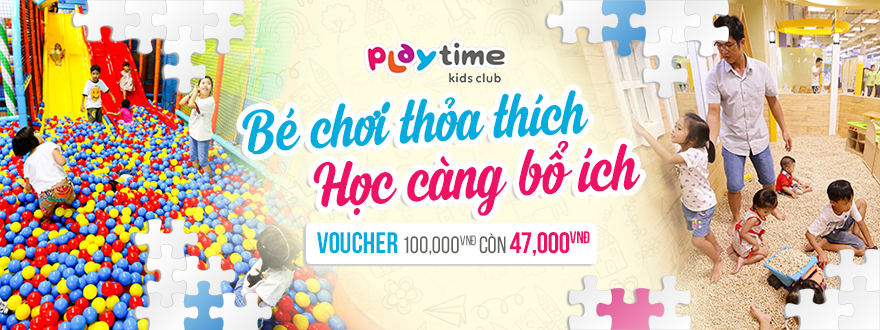 playtime
kids club
Bé chơi thỏa thích
Học càng bổ ích
VOUCHER 100,000VNĐ CÒN 47,000VNĐ